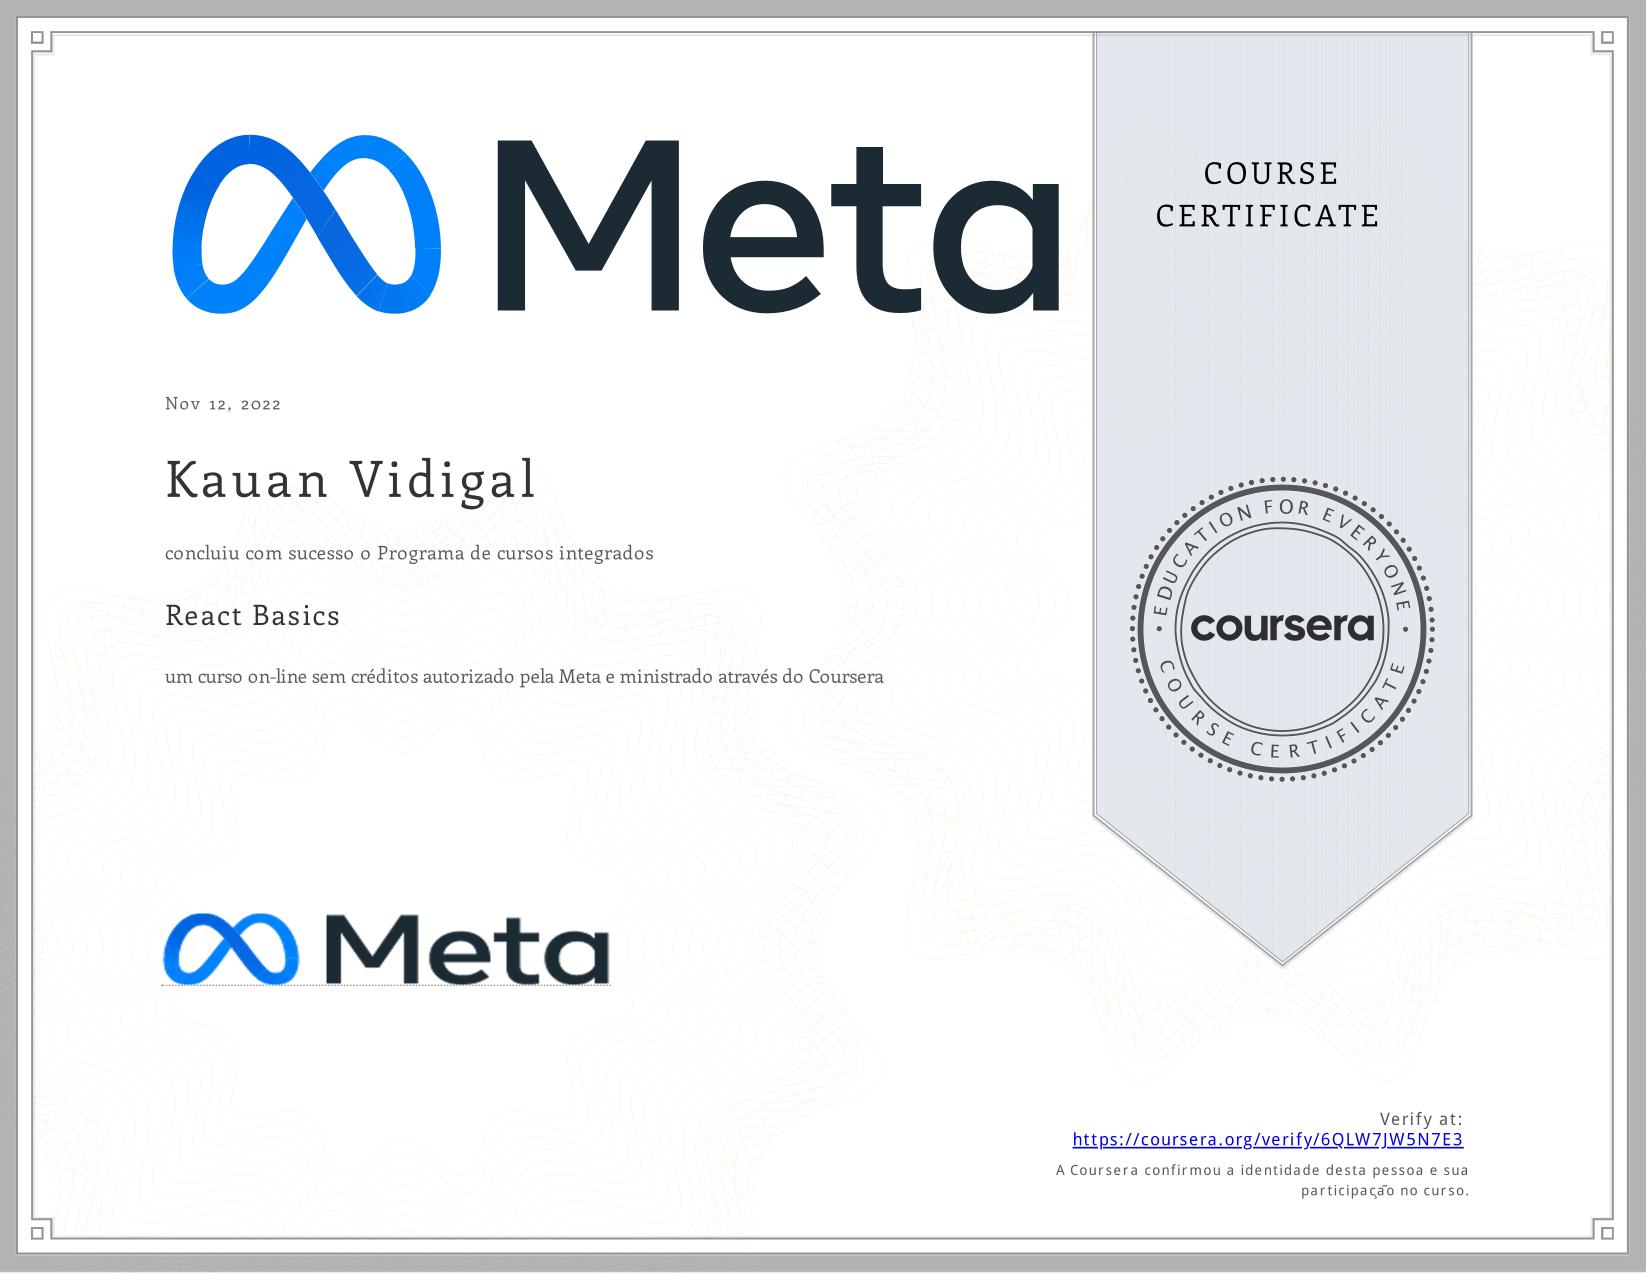 Meta
COURSE
CERTIFICATE
Nov 12, 2022
Kauan Vidigal
concluiu com sucesso o Programa de cursos integrados
React Basics
um curso on-line sem créditos autorizado pela Meta e ministrado através do Coursera
EDUCATION FOR EVERYONE
coursera
COURSE CERTIFICATE
Meta
Verify at:
https://coursera.org/verify/6QLW7JW5N7E3
A Coursera confirmou a identidade desta pessoa e sua
participação no curso.